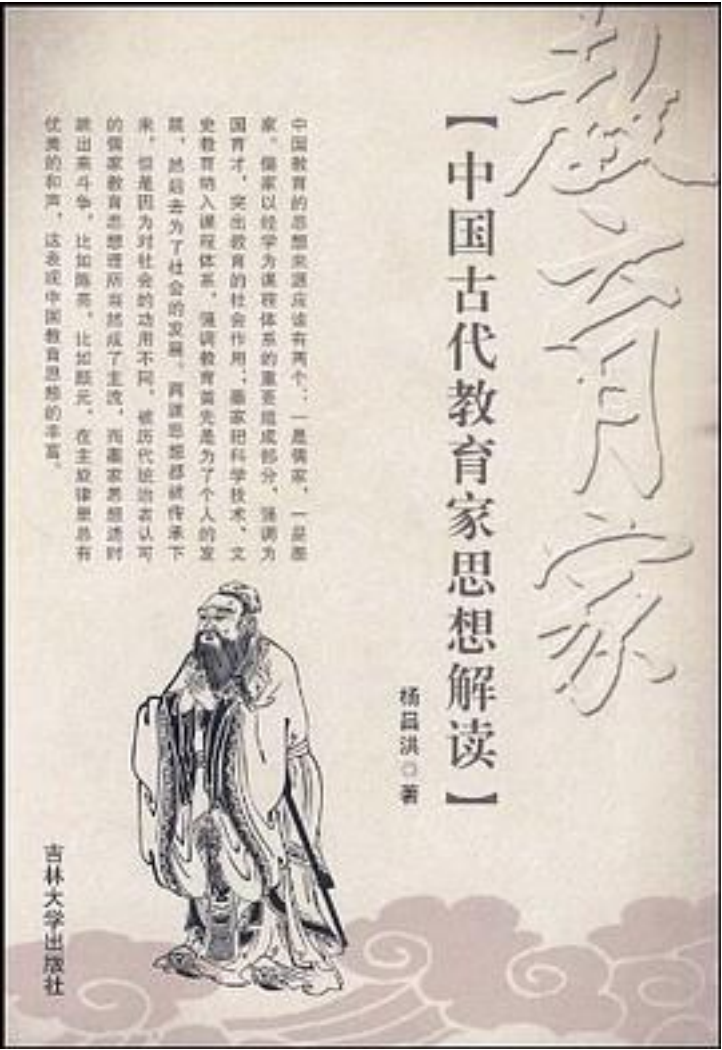 教育家
【中国古代教育家思想解读】
杨昌洪◎著
中国教育的思想来源应该有两个：一是儒家，一是墨
家。儒家以经学为课程体系的重要组成部分，强调为
国育才，突出教育的社会作用；墨家把科学技术、文
史教育纳入课程体系，强调教育首先是为了个人的发
展，然后去为了社会的发展。两派思想都被传承下
来，但是因为对社会的功用不同，被历代统治者认可
的儒家教育思想理所当然成了主流，而墨家思想适时
跳出来斗争，比如陈亮，比如颜元，在主旋律里总有
优美的和声，这表现中国教育思想的丰富。
吉林大学出版社